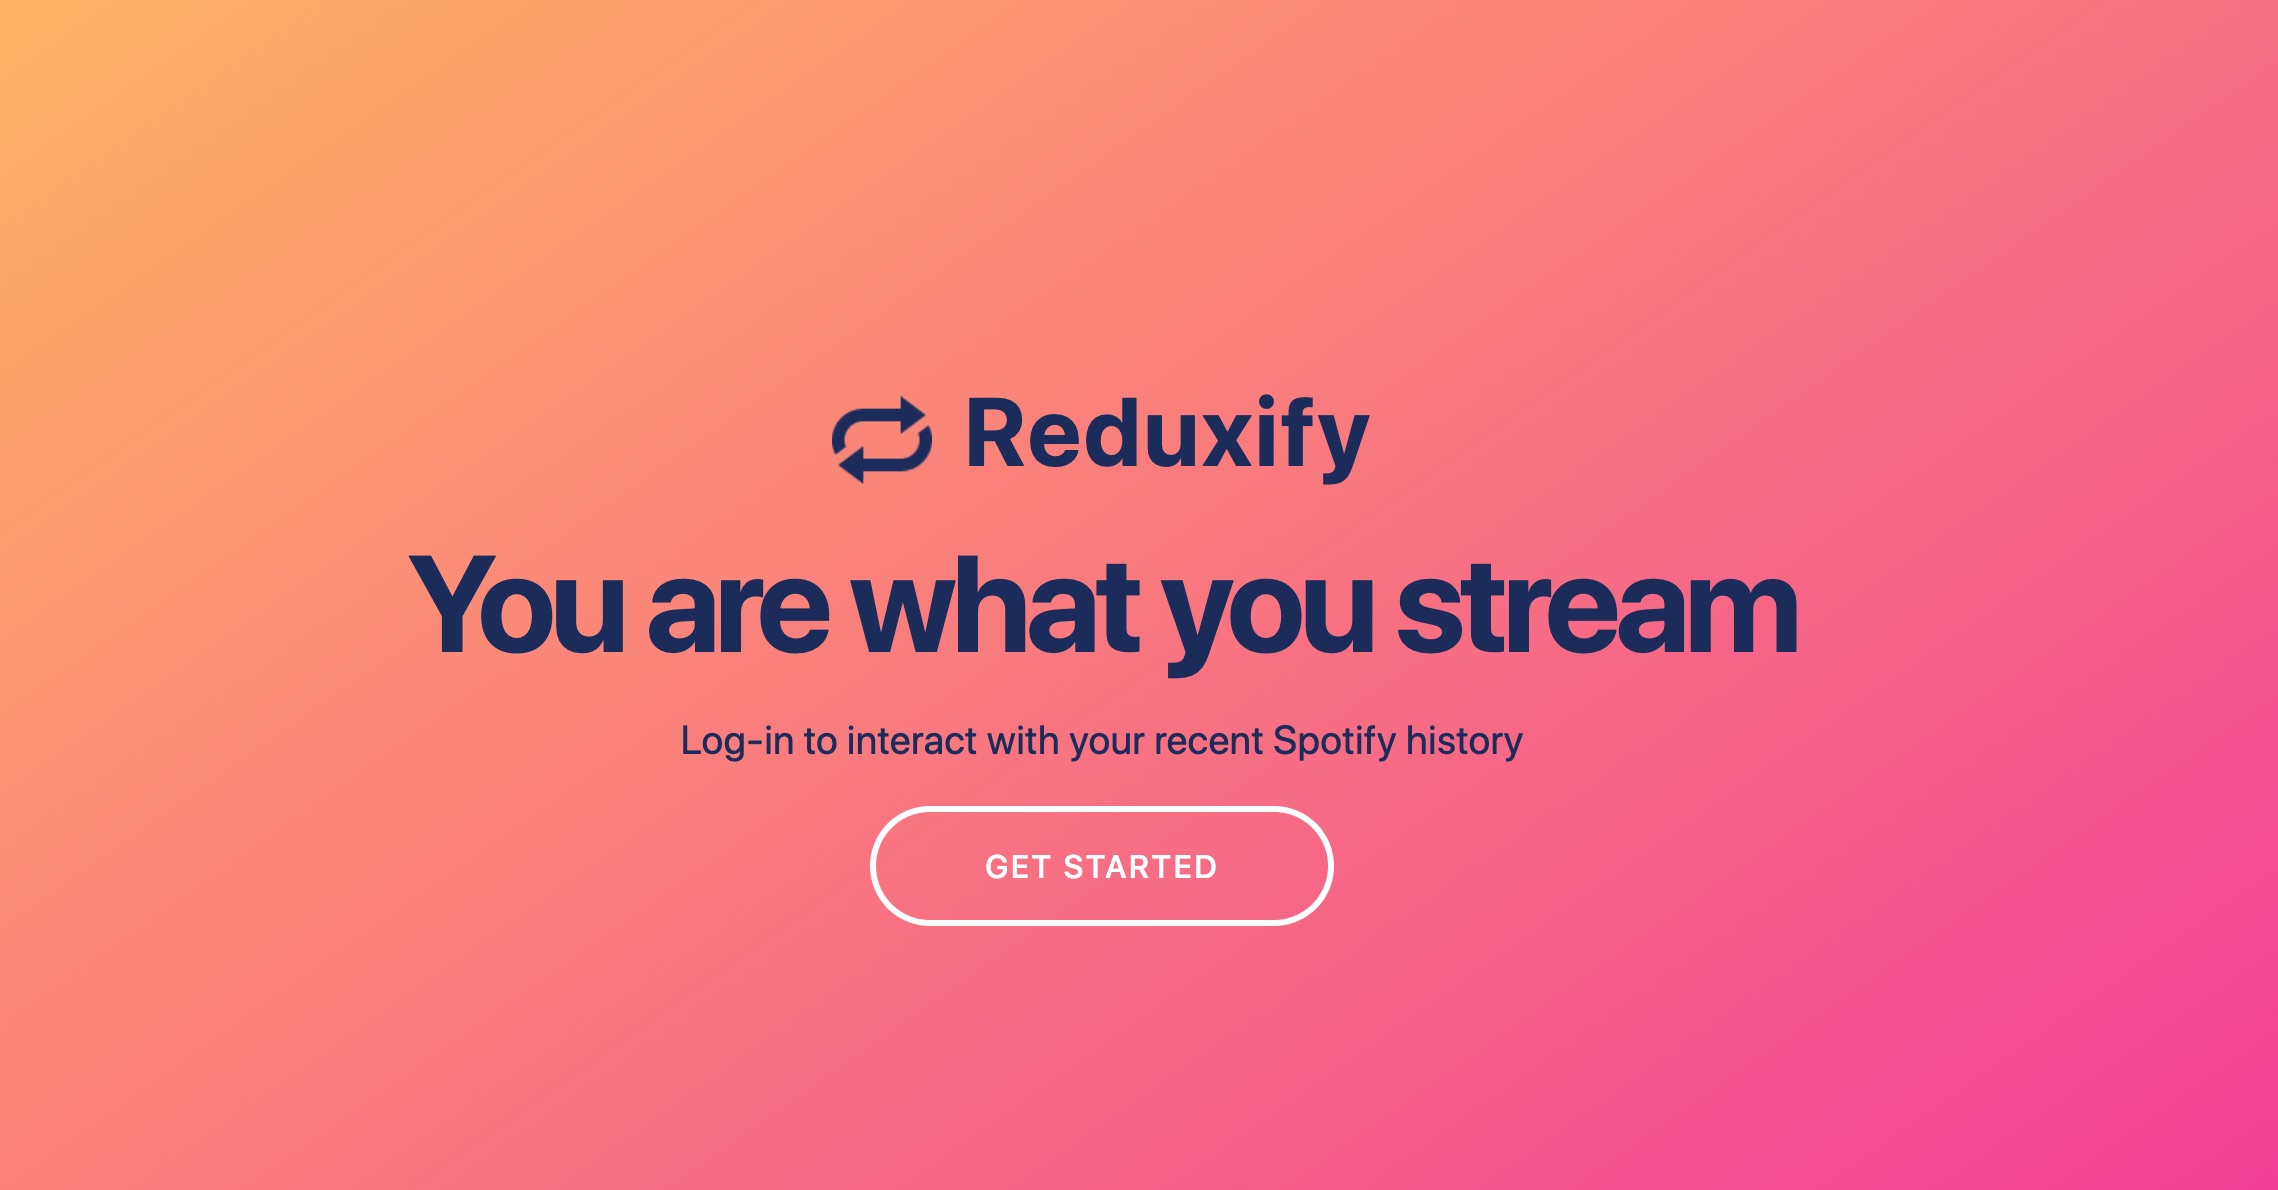 Reduxify
You are what you stream
Log-in to interact with your recent Spotify history
GET STARTED